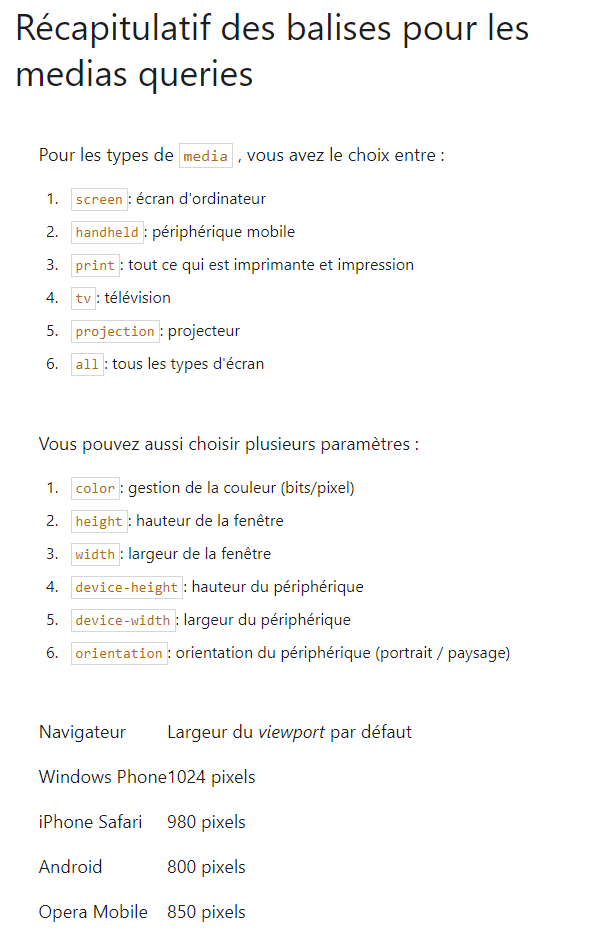 Récapitulatif des balises pour les
medias queries
Pour les types de media , vous avez le choix entre :
1. screen: écran d'ordinateur
2. handheld: périphérique mobile
3. print: tout ce qui est imprimante et impression
4. tv: télévision
5. projection: projecteur
6. all: tous les types d'écran
Vous pouvez aussi choisir plusieurs paramètres :
1. color: gestion de la couleur (bits/pixel)
2. height: hauteur de la fenêtre
3. width: largeur de la fenêtre
4. device-height: hauteur du périphérique
5. device-width: largeur du périphérique
6. orientation: orientation du périphérique (portrait / paysage)
Navigateur Largeur du viewport par défaut
Windows Phone1024 pixels
iPhone Safari 980 pixels
Android 800 pixels
Opera Mobile 850 pixels